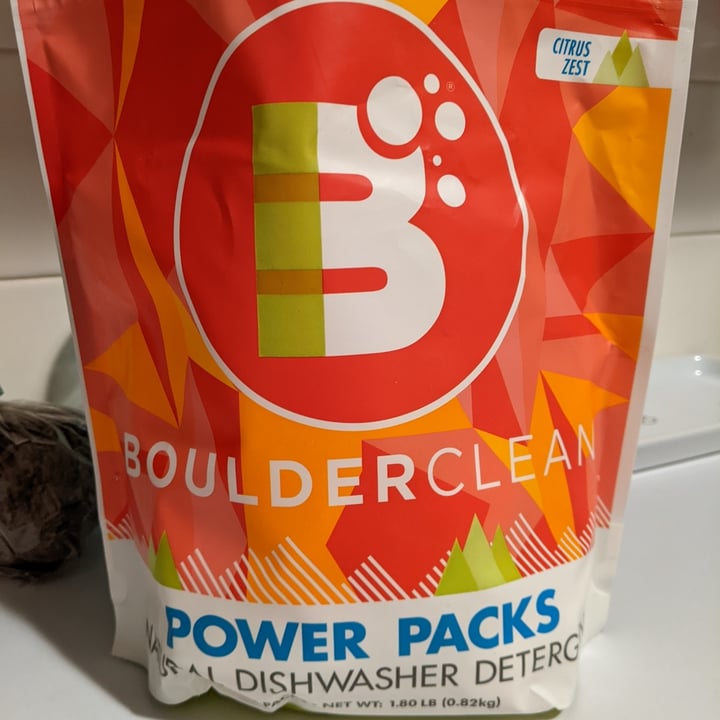 CITRUS
ZEST
B
®
BOULDERCLEAN
POWER PACKS
DISHWASHER
NET WT: 1.80 LB (0.82kg)